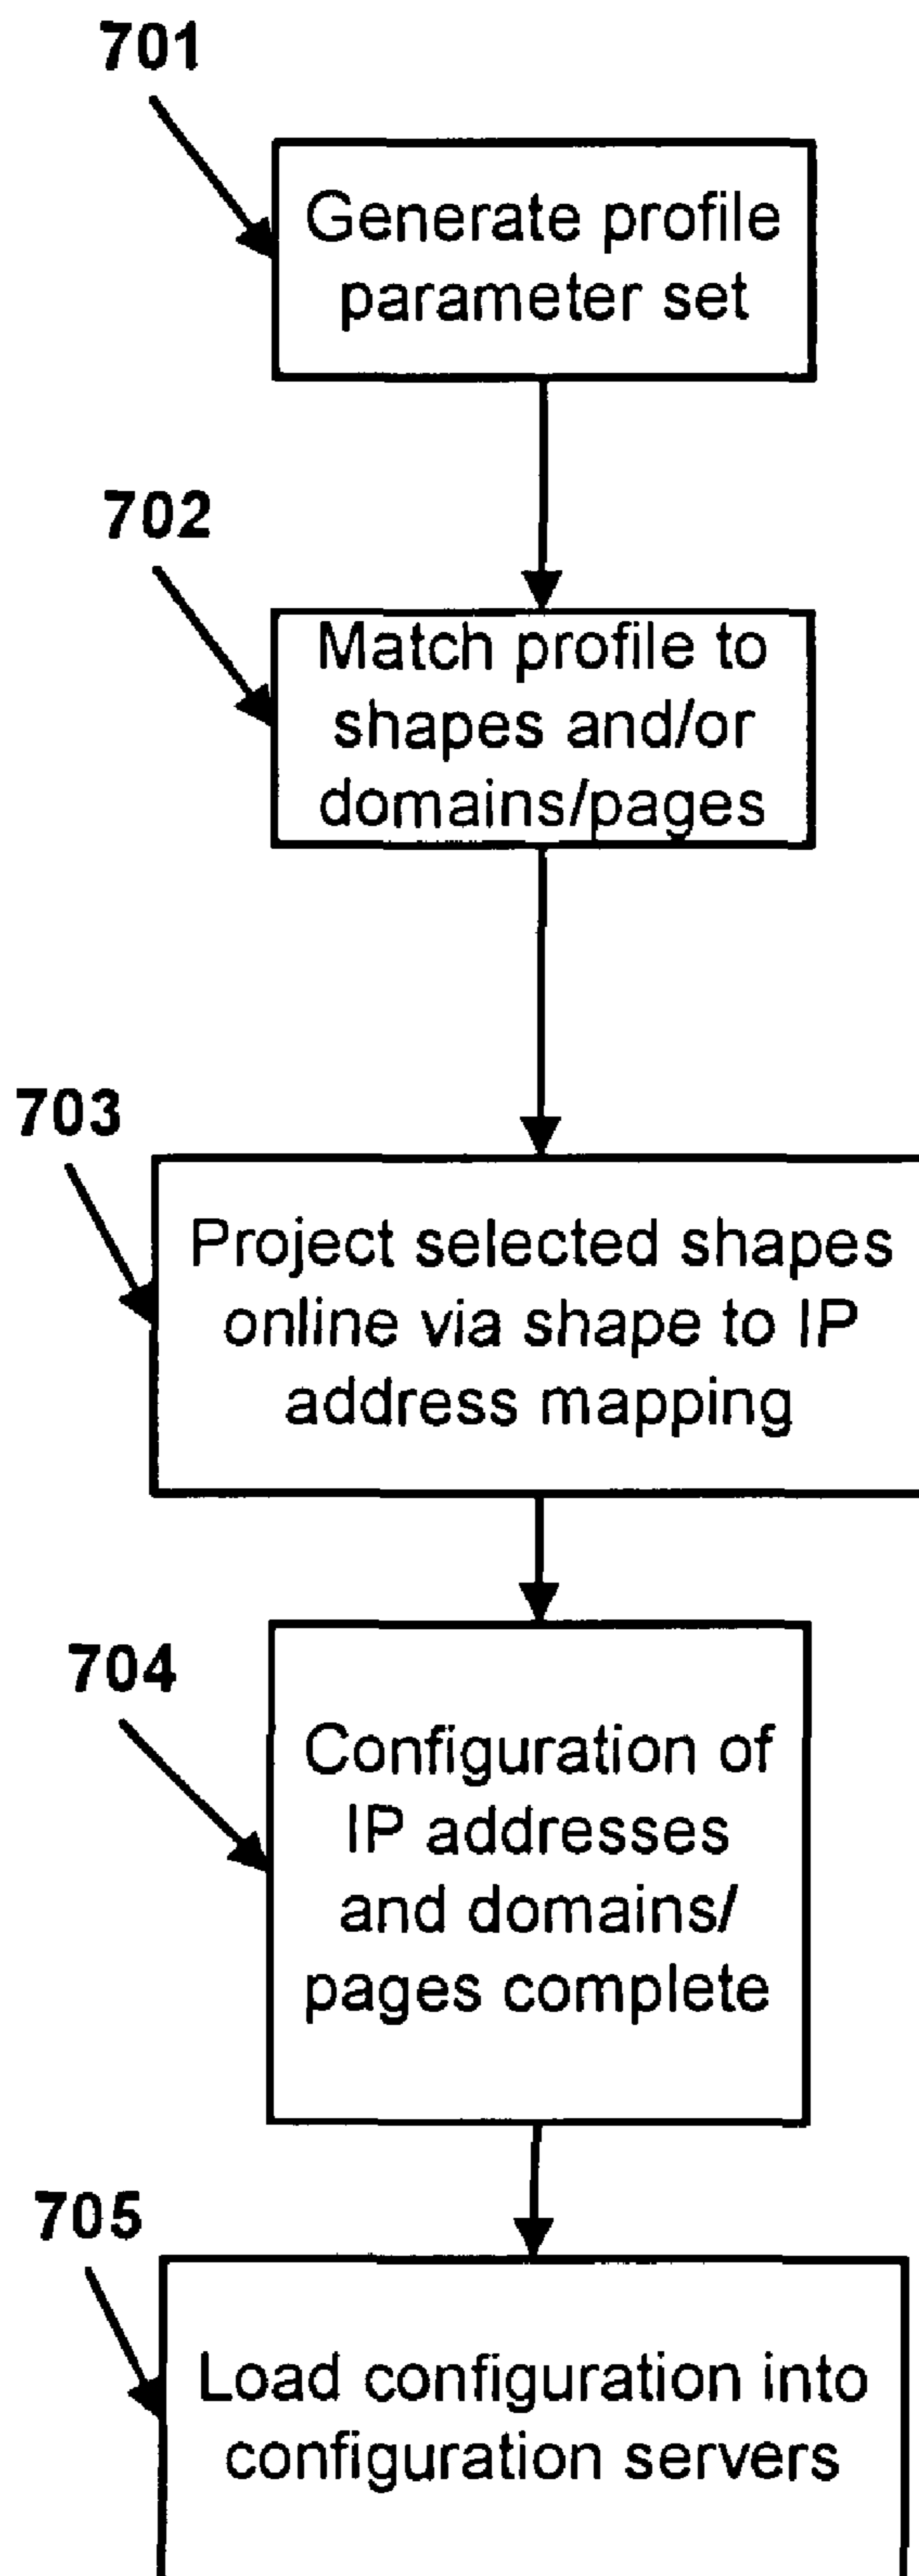 701
Generate profile
parameter set
702
Match profile to
shapes and/or
domains/pages
703
Project selected shapes
online via shape to IP
address mapping
704
Configuration of
IP addresses
and domains/
pages complete
705
Load configuration into
configuration servers